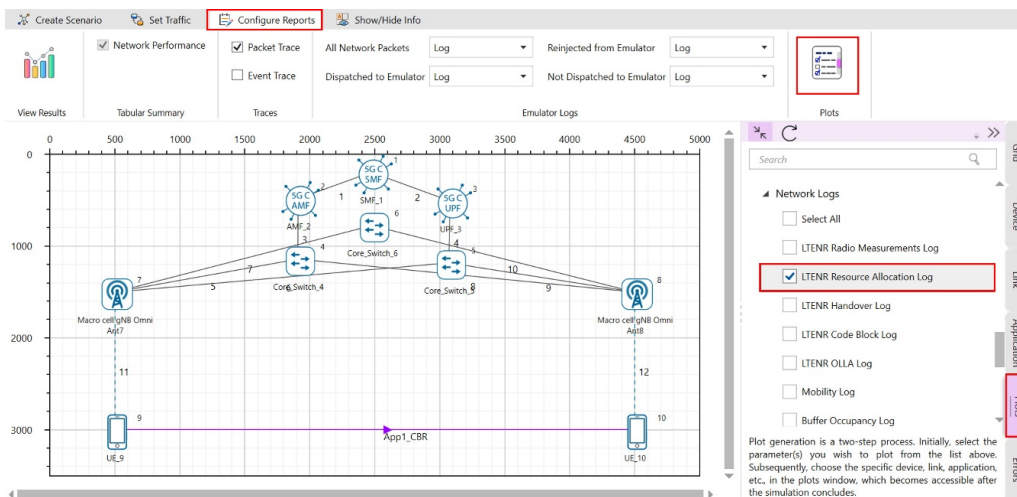 Create Scenario Set Traffic Configure Reports Show/Hide Info
Network Performance Packet Trace All Network Packets Log Reinjected from Emulator Log
Event Trace Dispatched to Emulator Log Not Dispatched to Emulator Log
View Results Tabular Summary Traces Emulator Logs Plots
0 500 1000 1500 2000 2500 3000 3500 4000 4500 5000
0
1000
2000
3000
5G C
SMF
1
SMF_1
5G C
AMF
2
AMF_2
5G C
UPF
3
UPF_3
1
2
6
Core_Switch_6
3
4
4
5
Core_Switch_4
Core_Switch_5
7
5
6
8
9
10
7
Macro cell gNB Omni
Ant7
8
Macro cell gNB Omni
Ant8
11
12
9
UE_9
10
UE_10
App1_CBR
Search
Network Logs
Select All
LTENR Radio Measurements Log
LTENR Resource Allocation Log
LTENR Handover Log
LTENR Code Block Log
LTENR OLLA Log
Mobility Log
Buffer Occupancy Log
Plot generation is a two-step process. Initially, select the
parameter(s) you wish to plot from the list above.
Subsequently, choose the specific device, link, application,
etc., in the plots window, which becomes accessible after
the simulation concludes.
Grid
Device
Link
Application
Plots
Errors